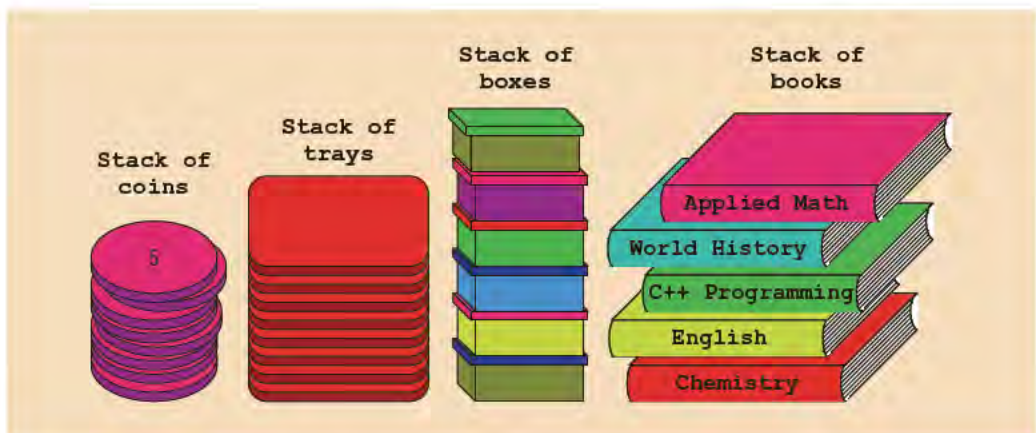 Stack of
coins
5
Stack of
trays
Stack of
boxes
Stack of
books
Applied Math
World History
C++ Programming
English
Chemistry